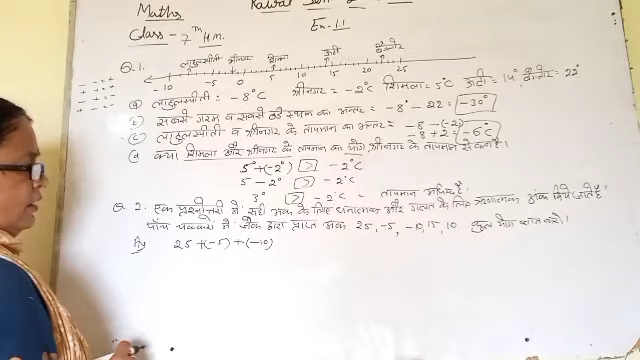 Maths
Class - 7th H.M.
Ex. 1.1
Q.1.
लाहुलस्पीती श्रीनगर शिमला ऊटी बैंगलोर
-10 -5 0 5 10 15 20 25
(a) लाहुलस्पीती = -8°C श्रीनगर = -2°C शिमला = 5°C ऊटी = 14° बैंगलोर = 22°
(b) सबसे गरम व सबसे ठंडे स्थान का अन्तर = -8° - 22 = -30°
(c) लाहुलस्पीती व श्रीनगर के तापमान का अन्तर = -8 - (-2)
-8 + 2 = -6°C
(d) क्या शिमला और श्रीनगर के तापमान का योग श्रीनगर के तापमान से कम है।
5° + (-2°) > -2°C
5 - 2° > -2°C
3° > -2°C = तापमान अधिक है
Q. 2. एक प्रश्नोत्तरी में सही अंक के लिए धनात्मक और गलत के लिए ऋणात्मक अंक दिये जाते हैं
पाँच चक्करों में जैक द्वारा प्राप्त अंक 25, -5, -10, 15, 10 कुल योग ज्ञात करो।
25 + (-5) + (-10)